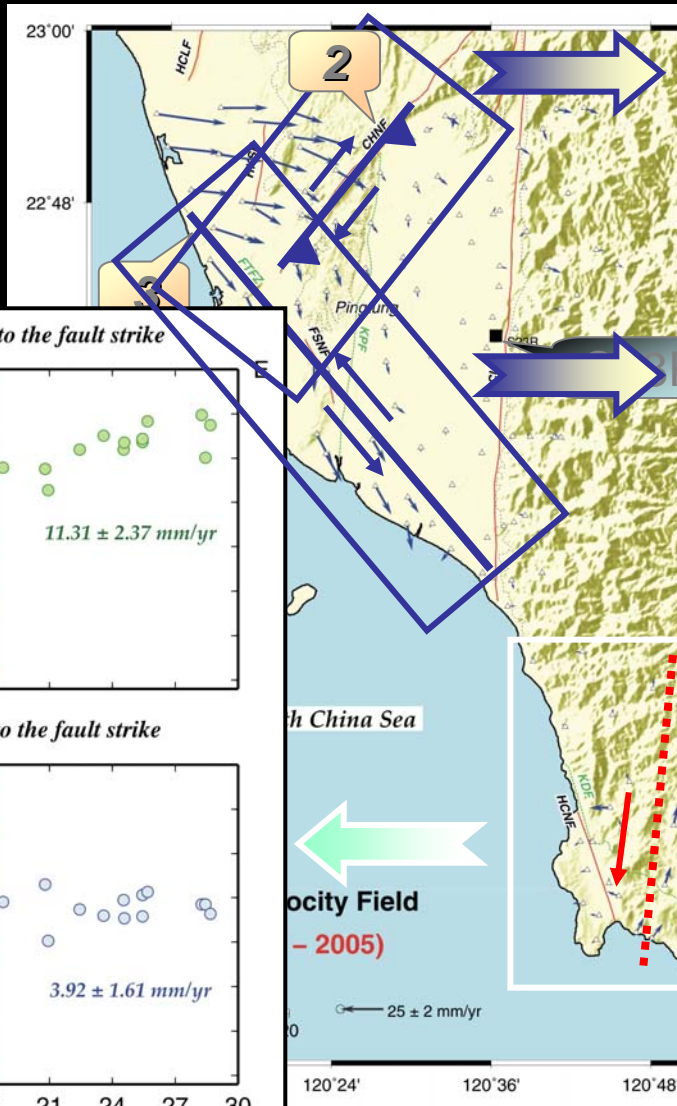 23°00'
HCLF
2
CHNF
22°48'
3
FTFZ
Pingtung
FSNF
KPF
to the fault strike
E
11.31 ± 2.37 mm/yr
o the fault strike
h China Sea
KDF
HCNF
ocity Field
– 2005)
3.92 ± 1.61 mm/yr
25 ± 2 mm/yr
20
120°24'
120°36'
120°48'
21
24
27
30